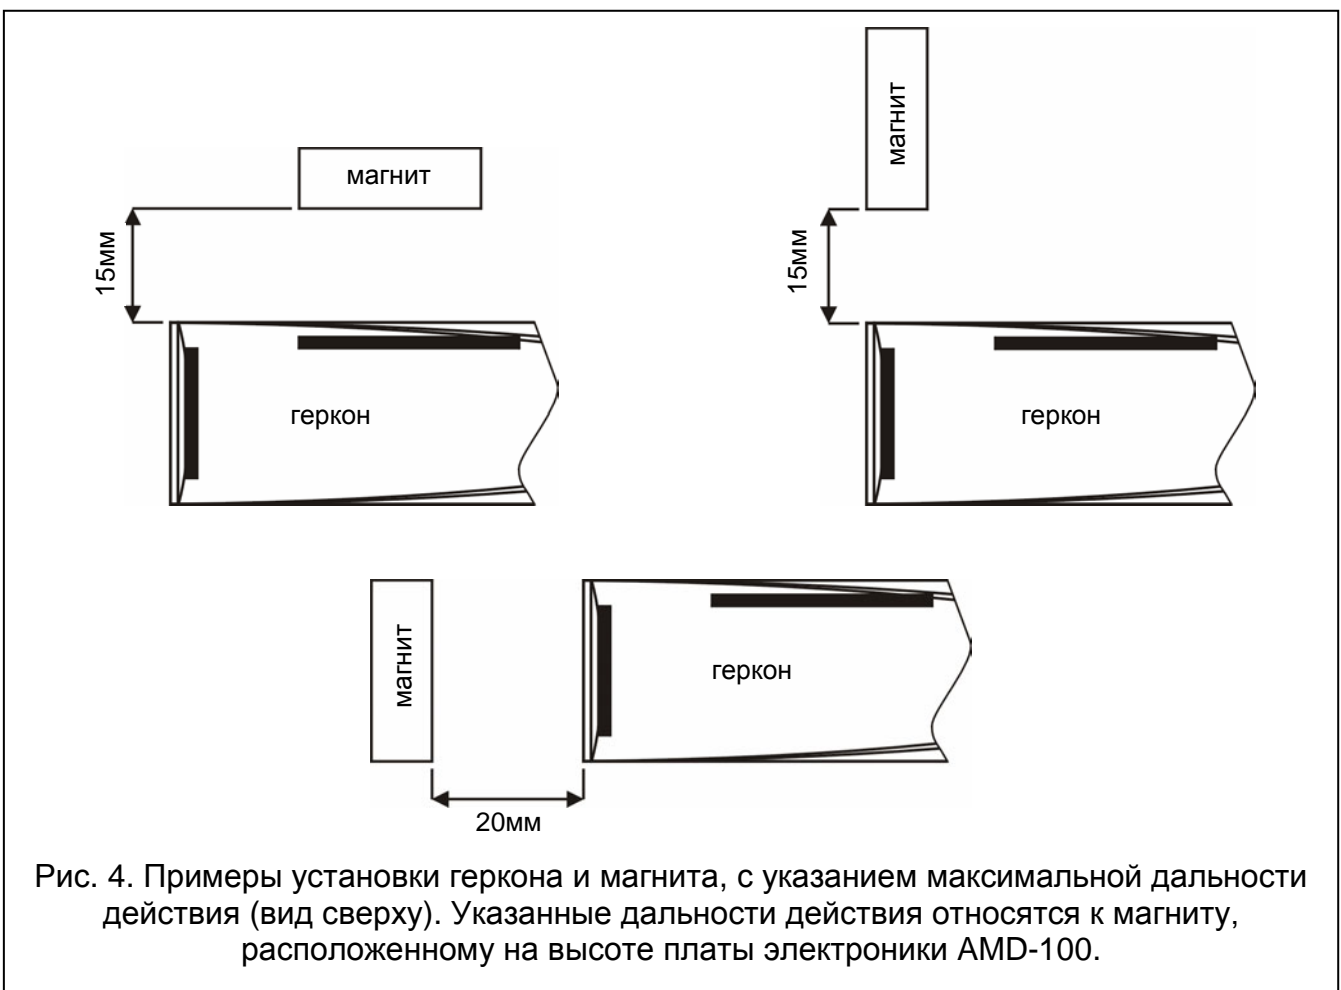 магнит
магнит
15мм
15мм
геркон
геркон
магнит
геркон
20мм
Рис. 4. Примеры установки геркона и магнита, с указанием максимальной дальности
действия (вид сверху). Указанные дальности действия относятся к магниту,
расположенному на высоте платы электроники AMD-100.